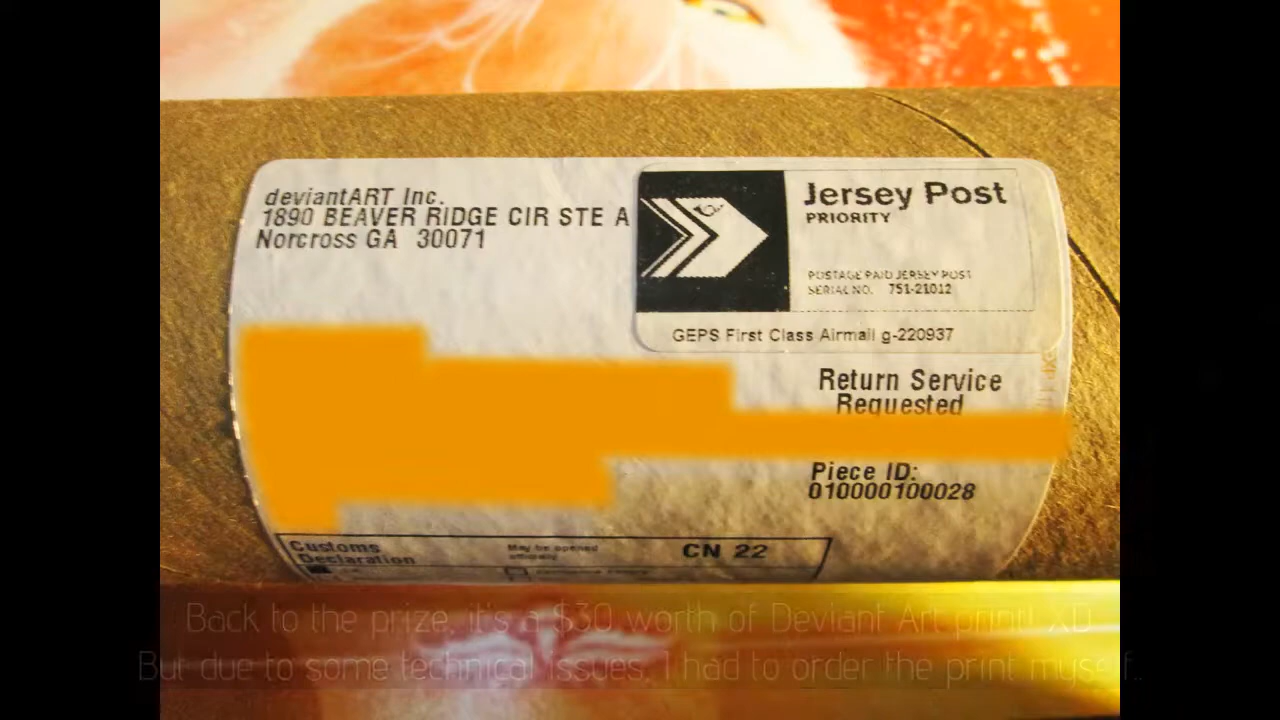 deviantART Inc.
1890 BEAVER RIDGE CIR STE A
Norcross GA 30071
Jersey Post
PRIORITY
POSTAGE PAID JERSEY POST
SERIAL NO. 751-21012
GEPS First Class Airmail g-220937
Return Service
Requested
Piece ID:
010000100028
Customs
Declaration
May be opened
officially
CN 22
Back to the prize, it's a $30 worth of Deviant Art print! XD
But due to some technical issues, I had to order the print myself..